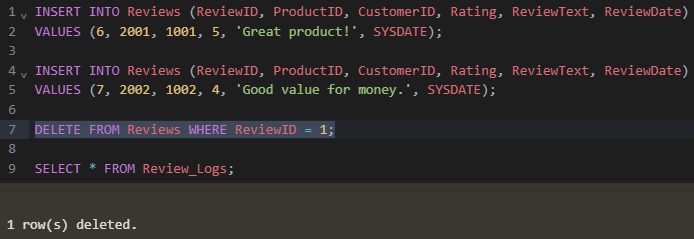 1 INSERT INTO Reviews (ReviewID, ProductID, CustomerID, Rating, ReviewText, ReviewDate)
2 VALUES (6, 2001, 1001, 5, 'Great product!', SYSDATE);
3
4 INSERT INTO Reviews (ReviewID, ProductID, CustomerID, Rating, ReviewText, ReviewDate)
5 VALUES (7, 2002, 1002, 4, 'Good value for money.', SYSDATE);
6
7 DELETE FROM Reviews WHERE ReviewID = 1;
8
9 SELECT * FROM Review_Logs;
1 row(s) deleted.